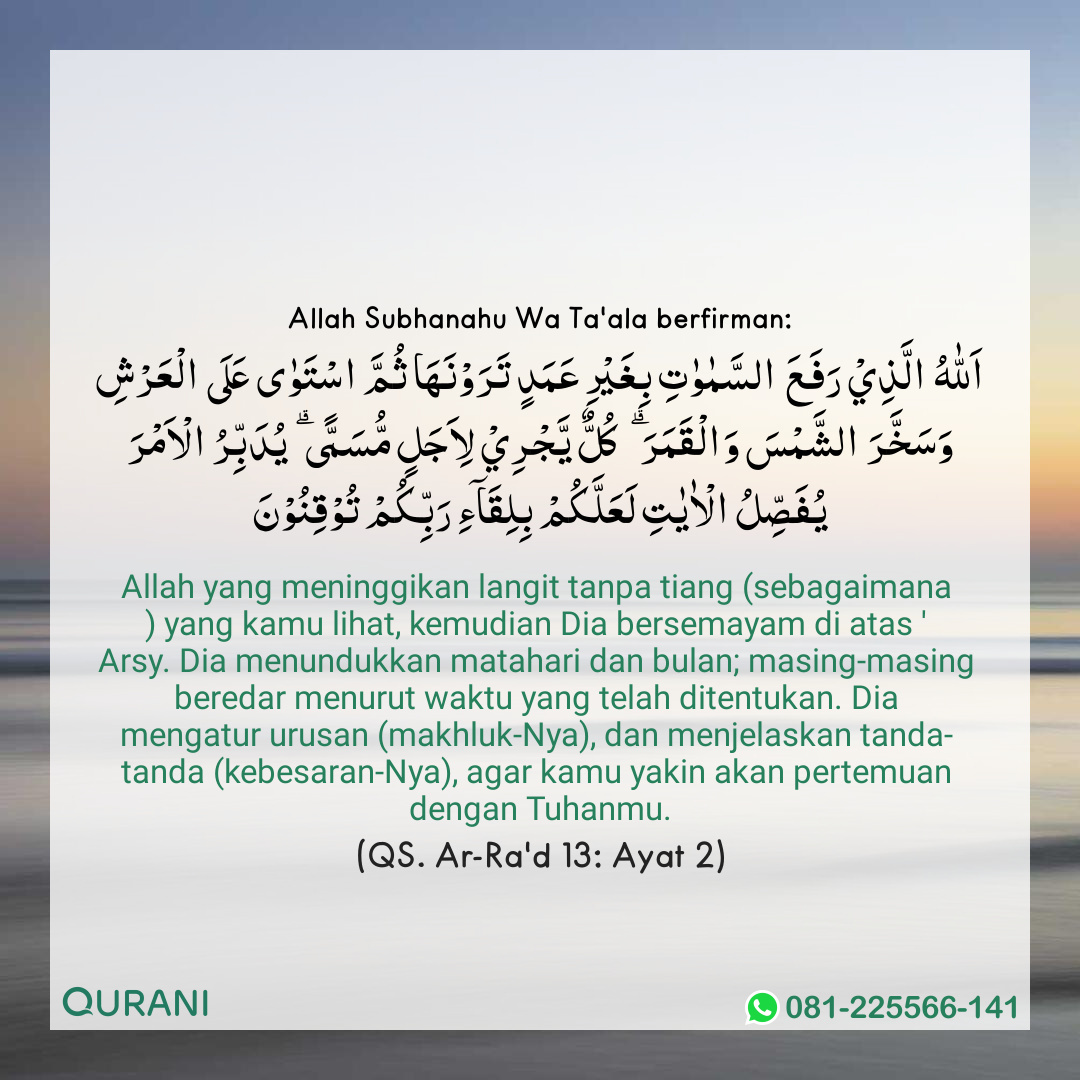 Allah Subhanahu Wa Ta'ala berfirman:
اَللّٰهُ الَّذِيْ رَفَعَ السَّمٰوٰتِ بِغَيْرِ عَمَدٍ تَرَوْنَهَا ثُمَّ اسْتَوٰى عَلَى الْعَرْشِ
وَسَخَّرَ الشَّمْسَ وَالْقَمَرَ ۗ كُلٌّ يَّجْرِيْ لِاَجَلٍ مُّسَمًّى ۗ يُدَبِّرُ الْاَمْرَ
يُفَصِّلُ الْاٰيٰتِ لَعَلَّكُمْ بِلِقَآءِ رَبِّكُمْ تُوْقِنُوْنَ
Allah yang meninggikan langit tanpa tiang (sebagaimana
) yang kamu lihat, kemudian Dia bersemayam di atas '
Arsy. Dia menundukkan matahari dan bulan; masing-masing
beredar menurut waktu yang telah ditentukan. Dia
mengatur urusan (makhluk-Nya), dan menjelaskan tanda-
tanda (kebesaran-Nya), agar kamu yakin akan pertemuan
dengan Tuhanmu.
(QS. Ar-Ra'd 13: Ayat 2)
QURANI
081-225566-141